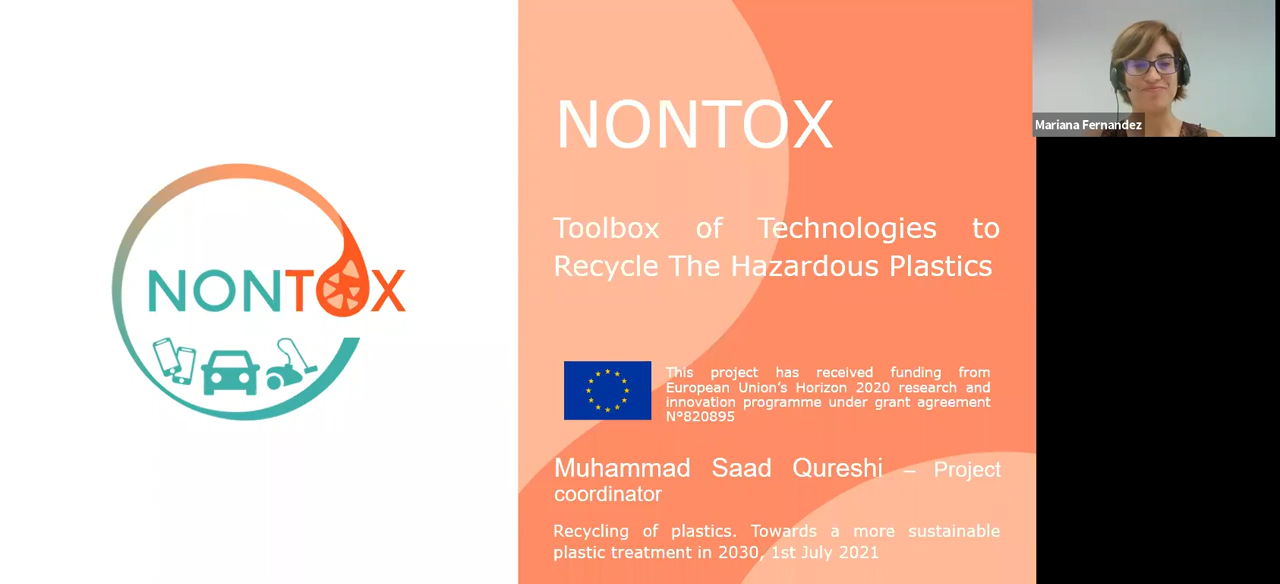 NONTOX
NONTOX
Toolbox of Technologies to
Recycle The Hazardous Plastics
This project has received funding from
European Union's Horizon 2020 research and
innovation programme under grant agreement
N°820895
Muhammad Saad Qureshi – Project
coordinator
Recycling of plastics. Towards a more sustainable
plastic treatment in 2030, 1st July 2021
Mariana Fernandez